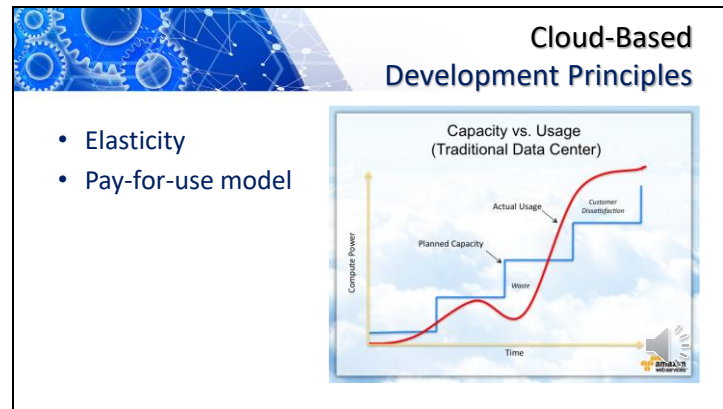 Cloud-Based
Development Principles
• Elasticity
• Pay-for-use model
Capacity vs. Usage
(Traditional Data Center)
Actual Usage
Customer
Dissatisfaction
Planned Capacity
Waste
Compute Power
Time
web services